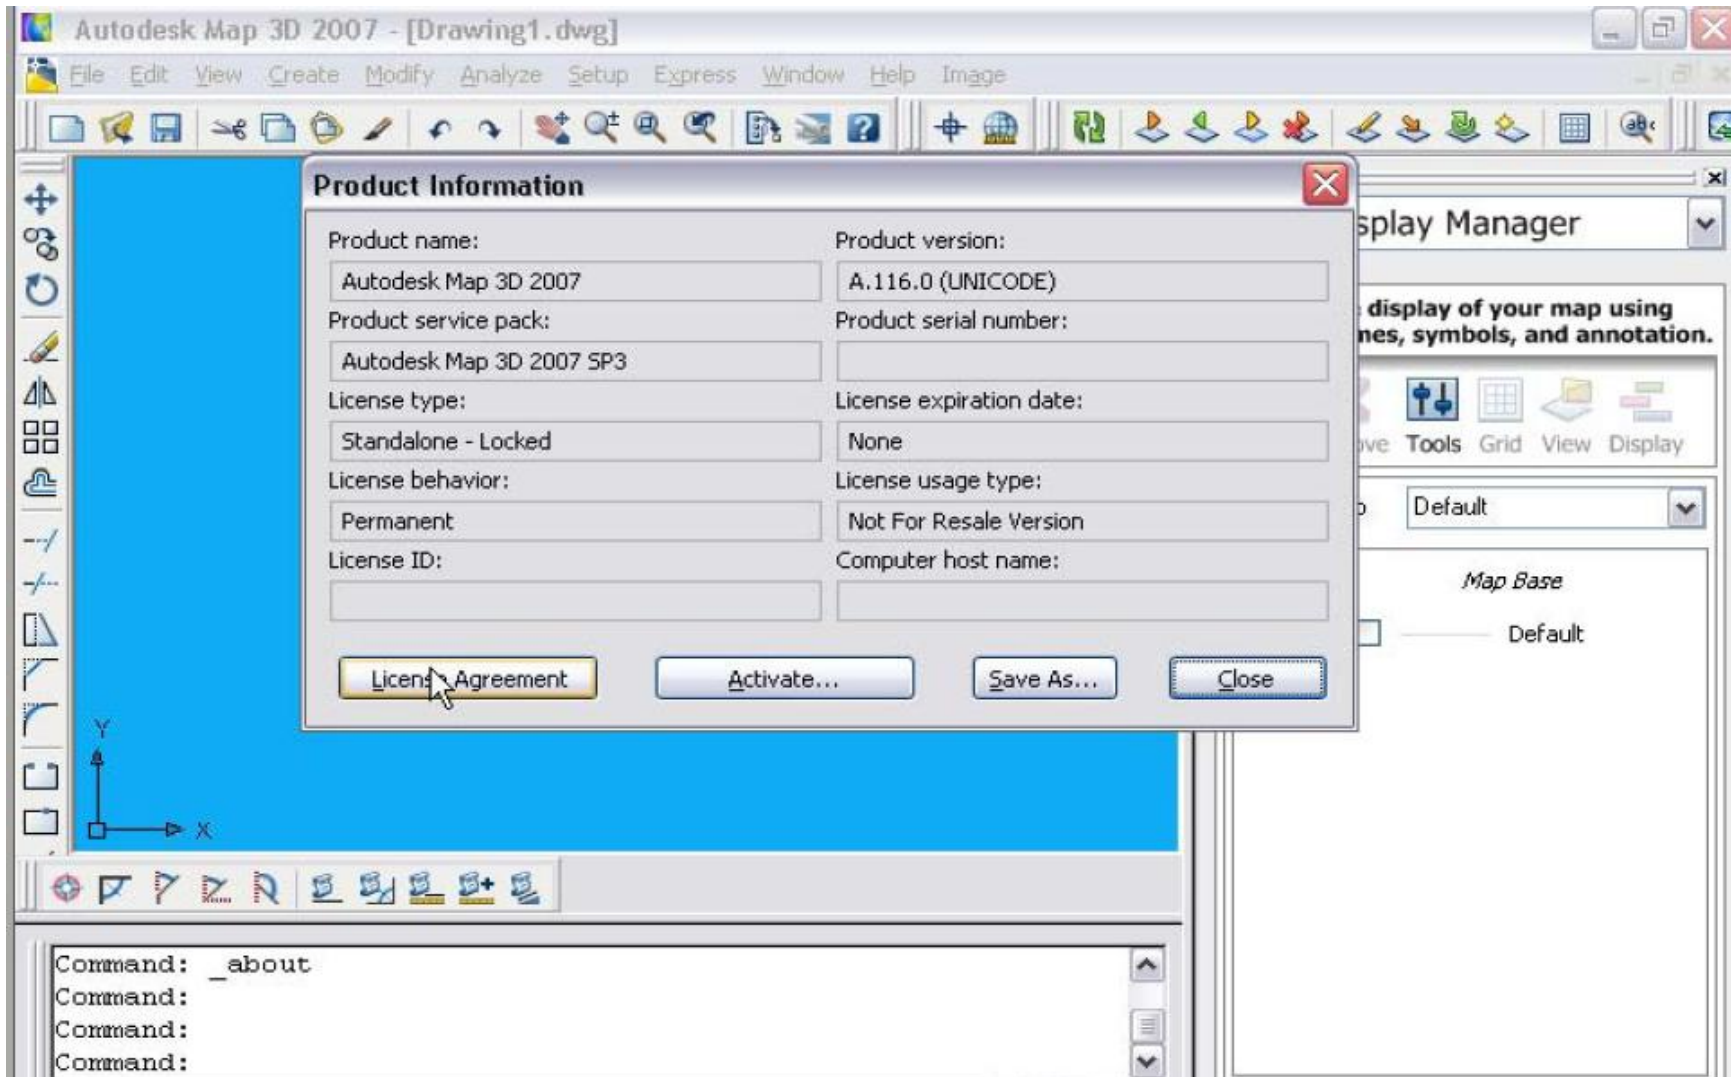 Autodesk Map 3D 2007 - [Drawing1.dwg]
File Edit View Create Modify Analyze Setup Express Window Help Image
Product Information
Product name:
Autodesk Map 3D 2007
Product version:
A.116.0 (UNICODE)
Product service pack:
Autodesk Map 3D 2007 SP3
Product serial number:
License type:
Standalone - Locked
License expiration date:
None
License behavior:
Permanent
License usage type:
Not For Resale Version
License ID:
Computer host name:
License Agreement Activate... Save As... Close
splay Manager
display of your map using
mes, symbols, and annotation.
ove Tools Grid View Display
Default
Map Base
Default
Y
X
Command: _about
Command:
Command:
Command: